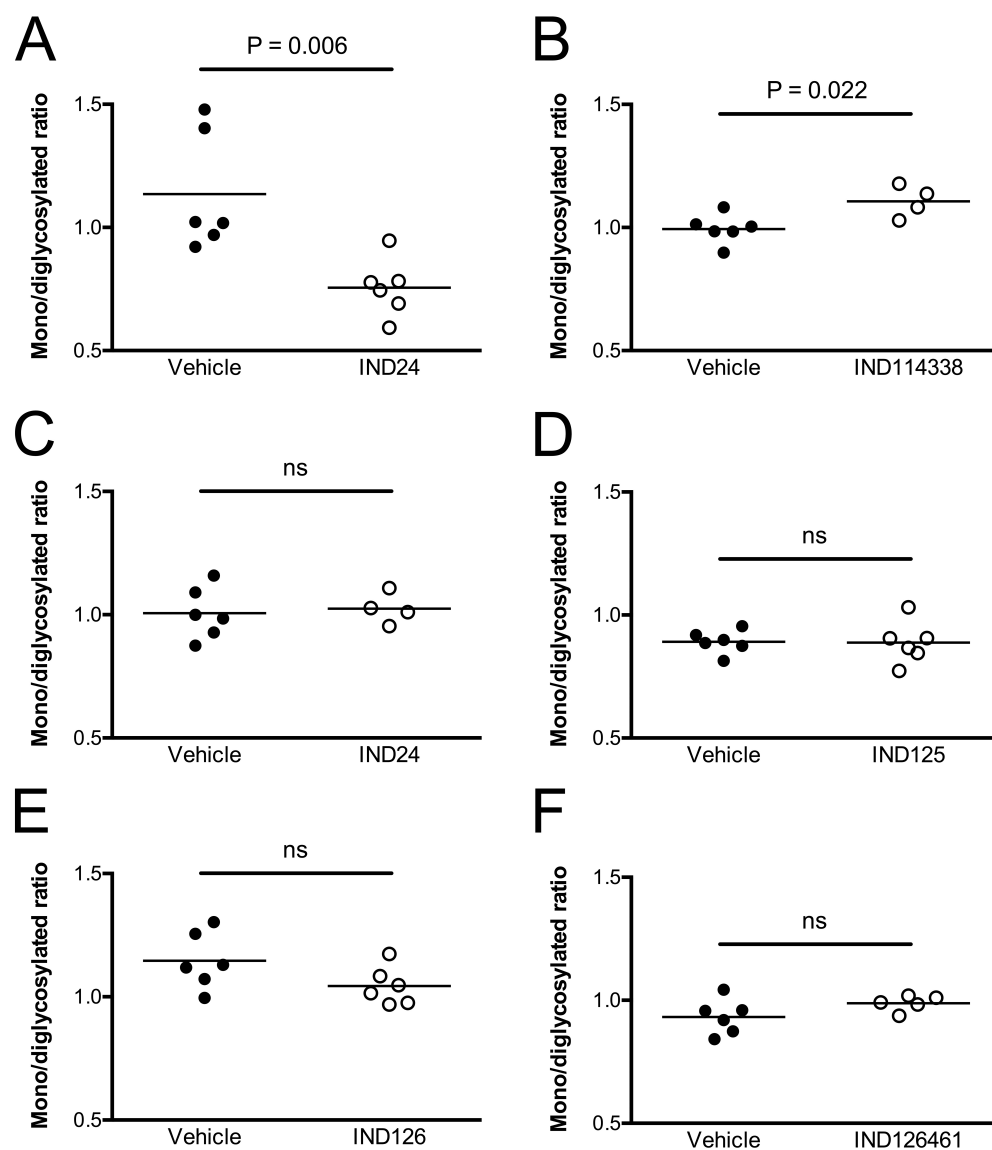 A
P = 0.006
Mono/diglycosylated ratio
1.5
1.0
0.5
Vehicle
IND24
B
P = 0.022
Mono/diglycosylated ratio
1.5
1.0
0.5
Vehicle
IND114338
C
ns
Mono/diglycosylated ratio
1.5
1.0
0.5
Vehicle
IND24
D
ns
Mono/diglycosylated ratio
1.5
1.0
0.5
Vehicle
IND125
E
ns
Mono/diglycosylated ratio
1.5
1.0
0.5
Vehicle
IND126
F
ns
Mono/diglycosylated ratio
1.5
1.0
0.5
Vehicle
IND126461